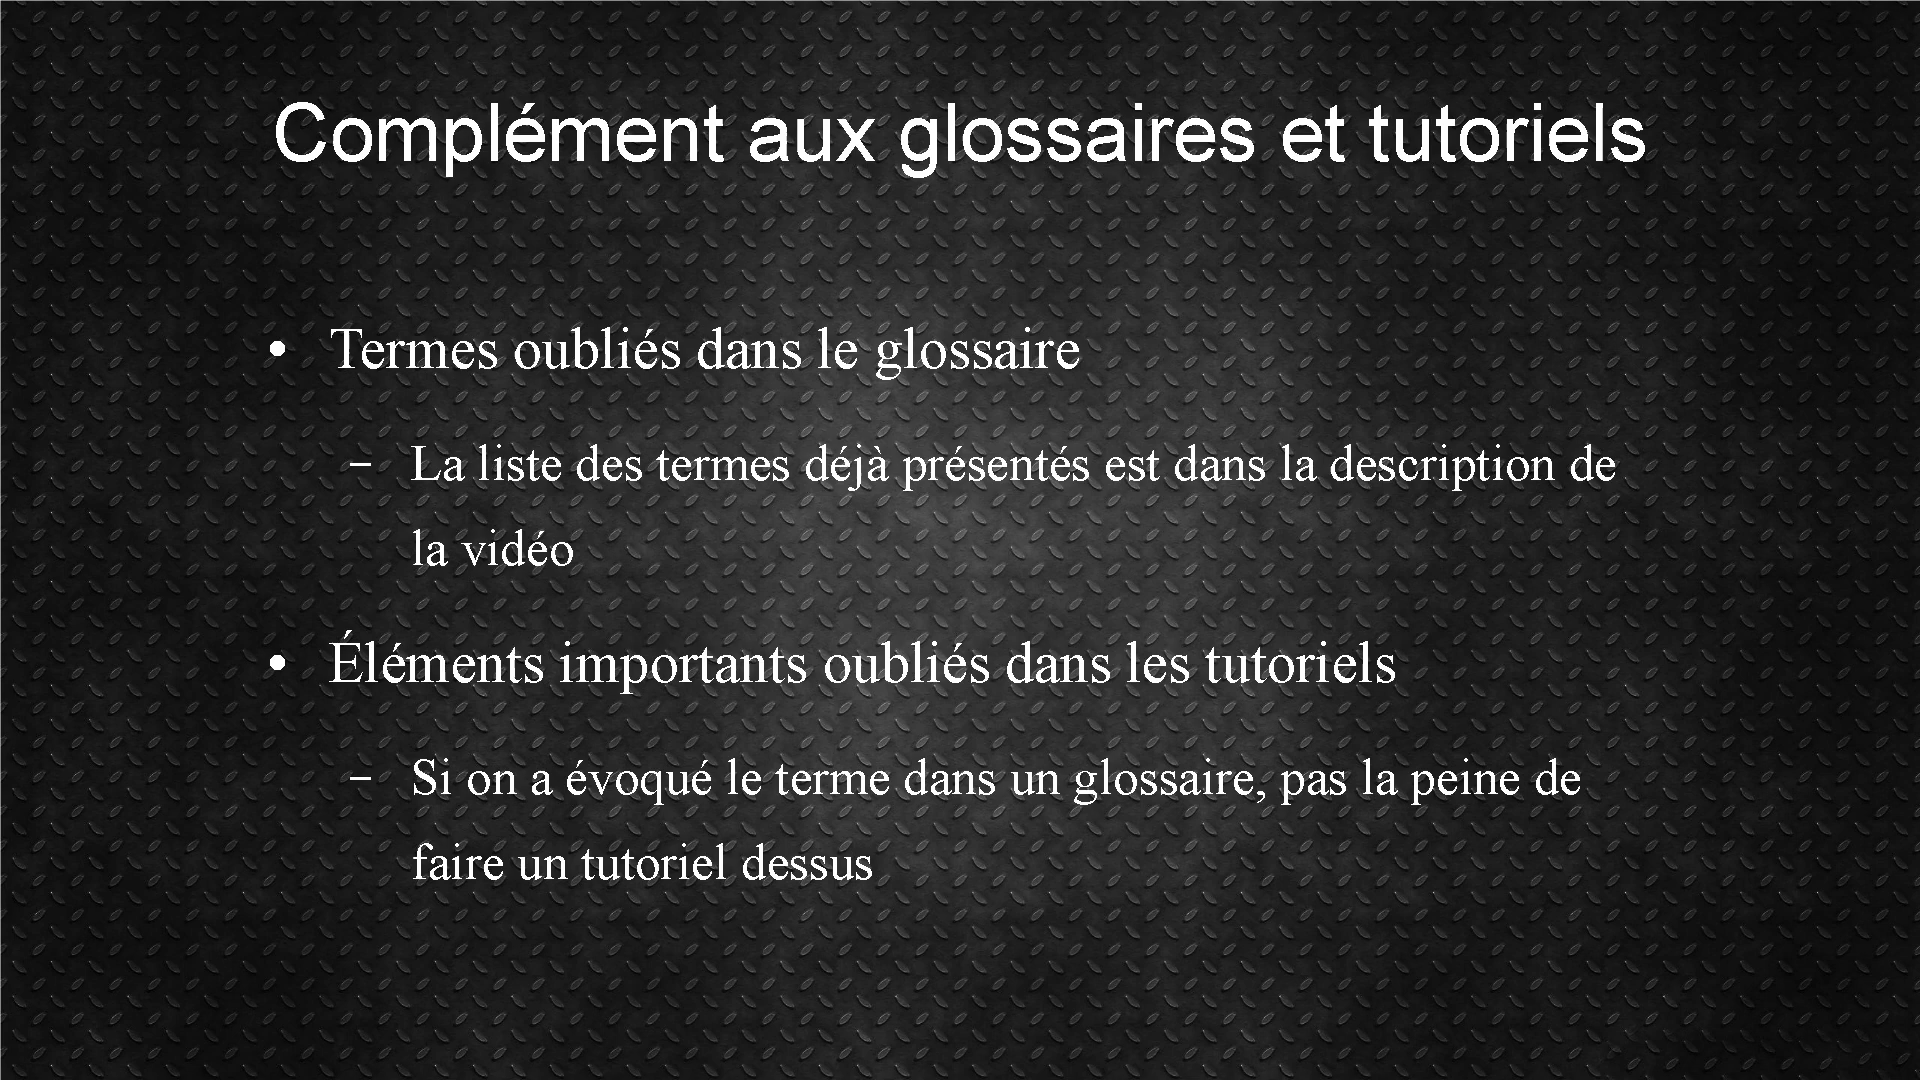 Complément aux glossaires et tutoriels
• Termes oubliés dans le glossaire
– La liste des termes déjà présentés est dans la description de
la vidéo
• Éléments importants oubliés dans les tutoriels
– Si on a évoqué le terme dans un glossaire, pas la peine de
faire un tutoriel dessus